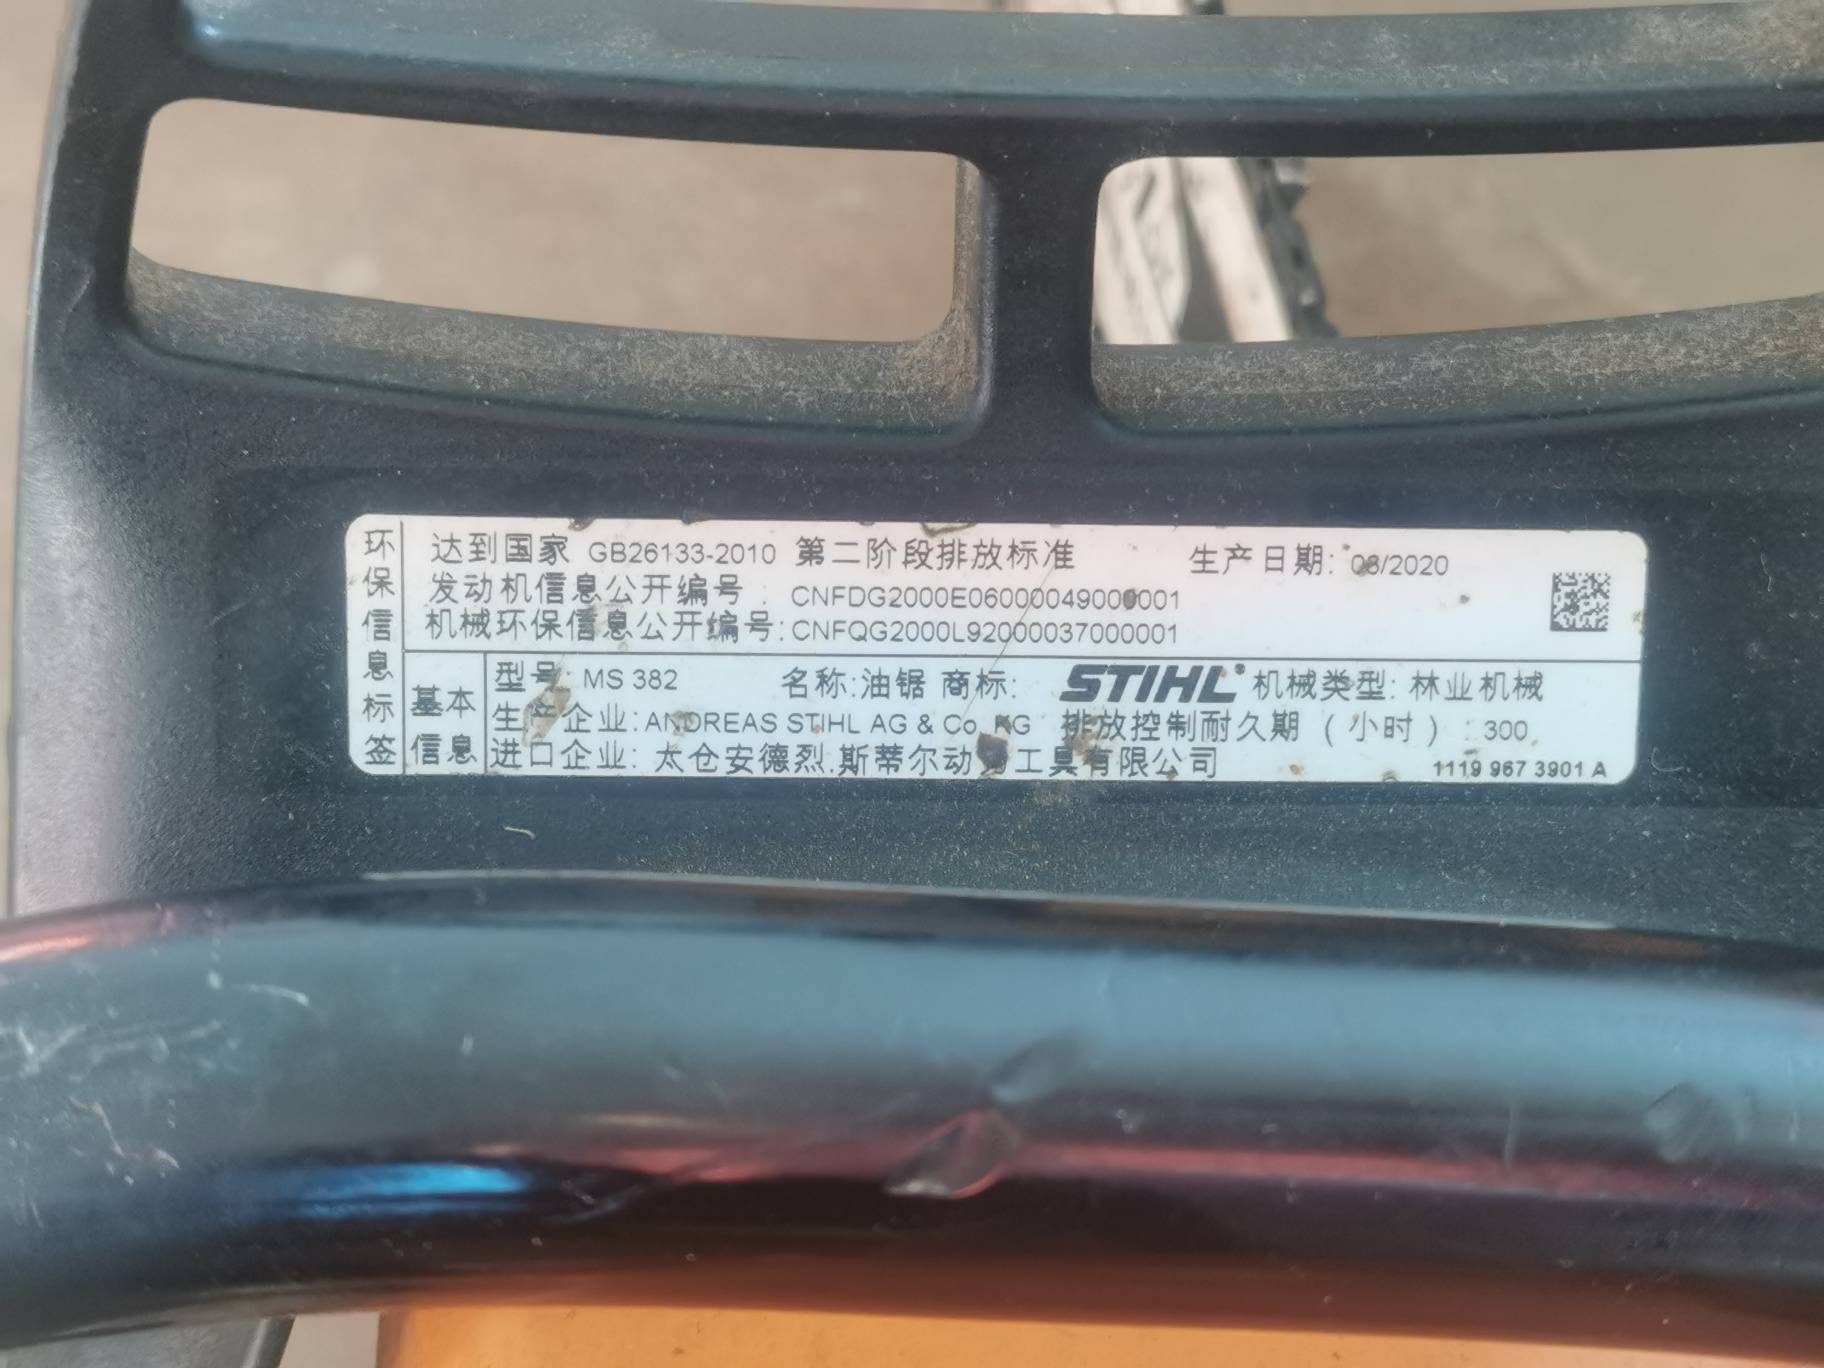 环保信息标签
达到国家 GB26133-2010 第二阶段排放标准 生产日期: 08/2020
发动机信息公开编号: CNFDG2000E06000049000001
机械环保信息公开编号:CNFQG2000L92000037000001
基本信息
型号: MS 382 名称:油锯 商标: STIHL® 机械类型: 林业机械
生产企业:ANDREAS STIHL AG & Co. KG 排放控制耐久期 (小时) : 300
进口企业: 太仓安德烈.斯蒂尔动力工具有限公司 1119 967 3901 A